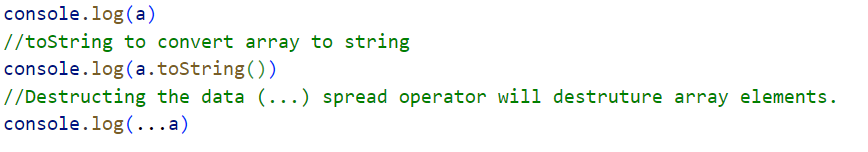 console.log(a)
//toString to convert array to string
console.log(a.toString())
//Destructing the data (...) spread operator will destruture array elements.
console.log(...a)